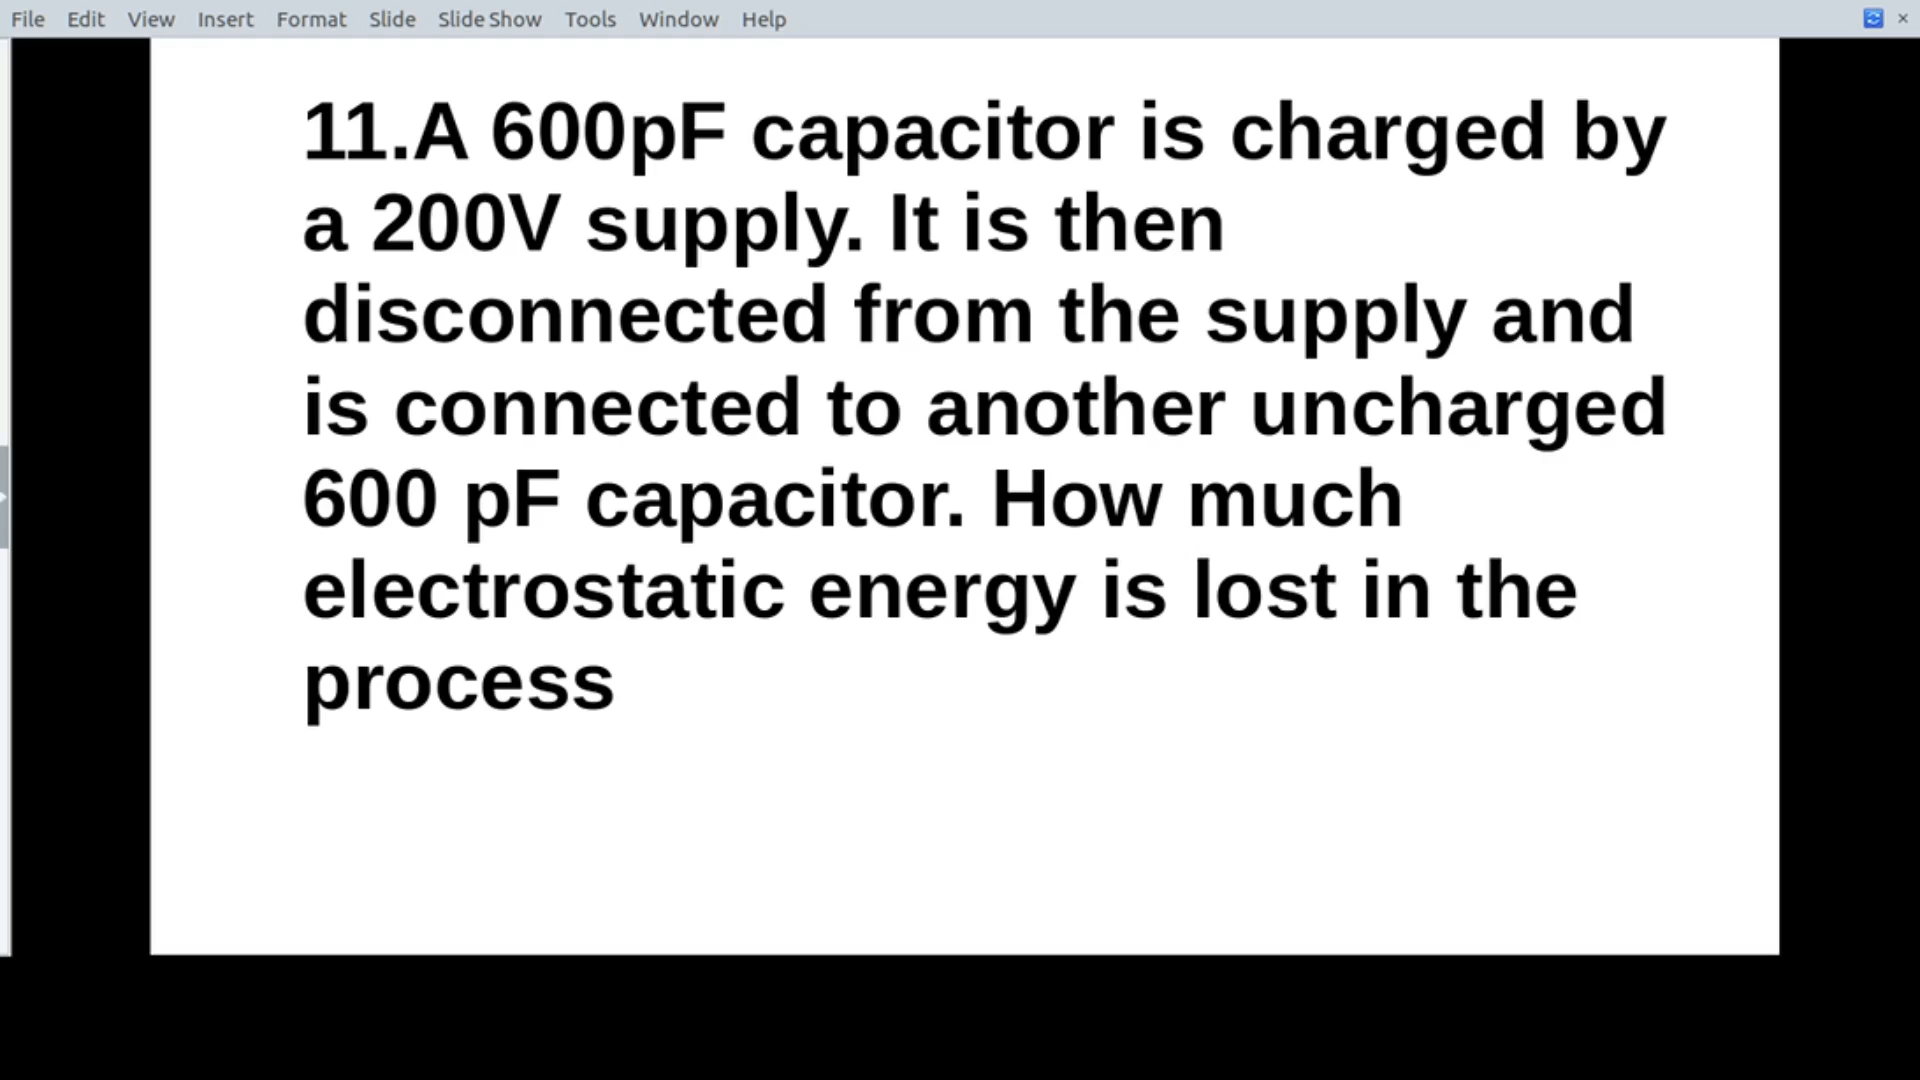 File Edit View Insert Format Slide Slide Show Tools Window Help
11.A 600pF capacitor is charged by
a 200V supply. It is then
disconnected from the supply and
is connected to another uncharged
600 pF capacitor. How much
electrostatic energy is lost in the
process